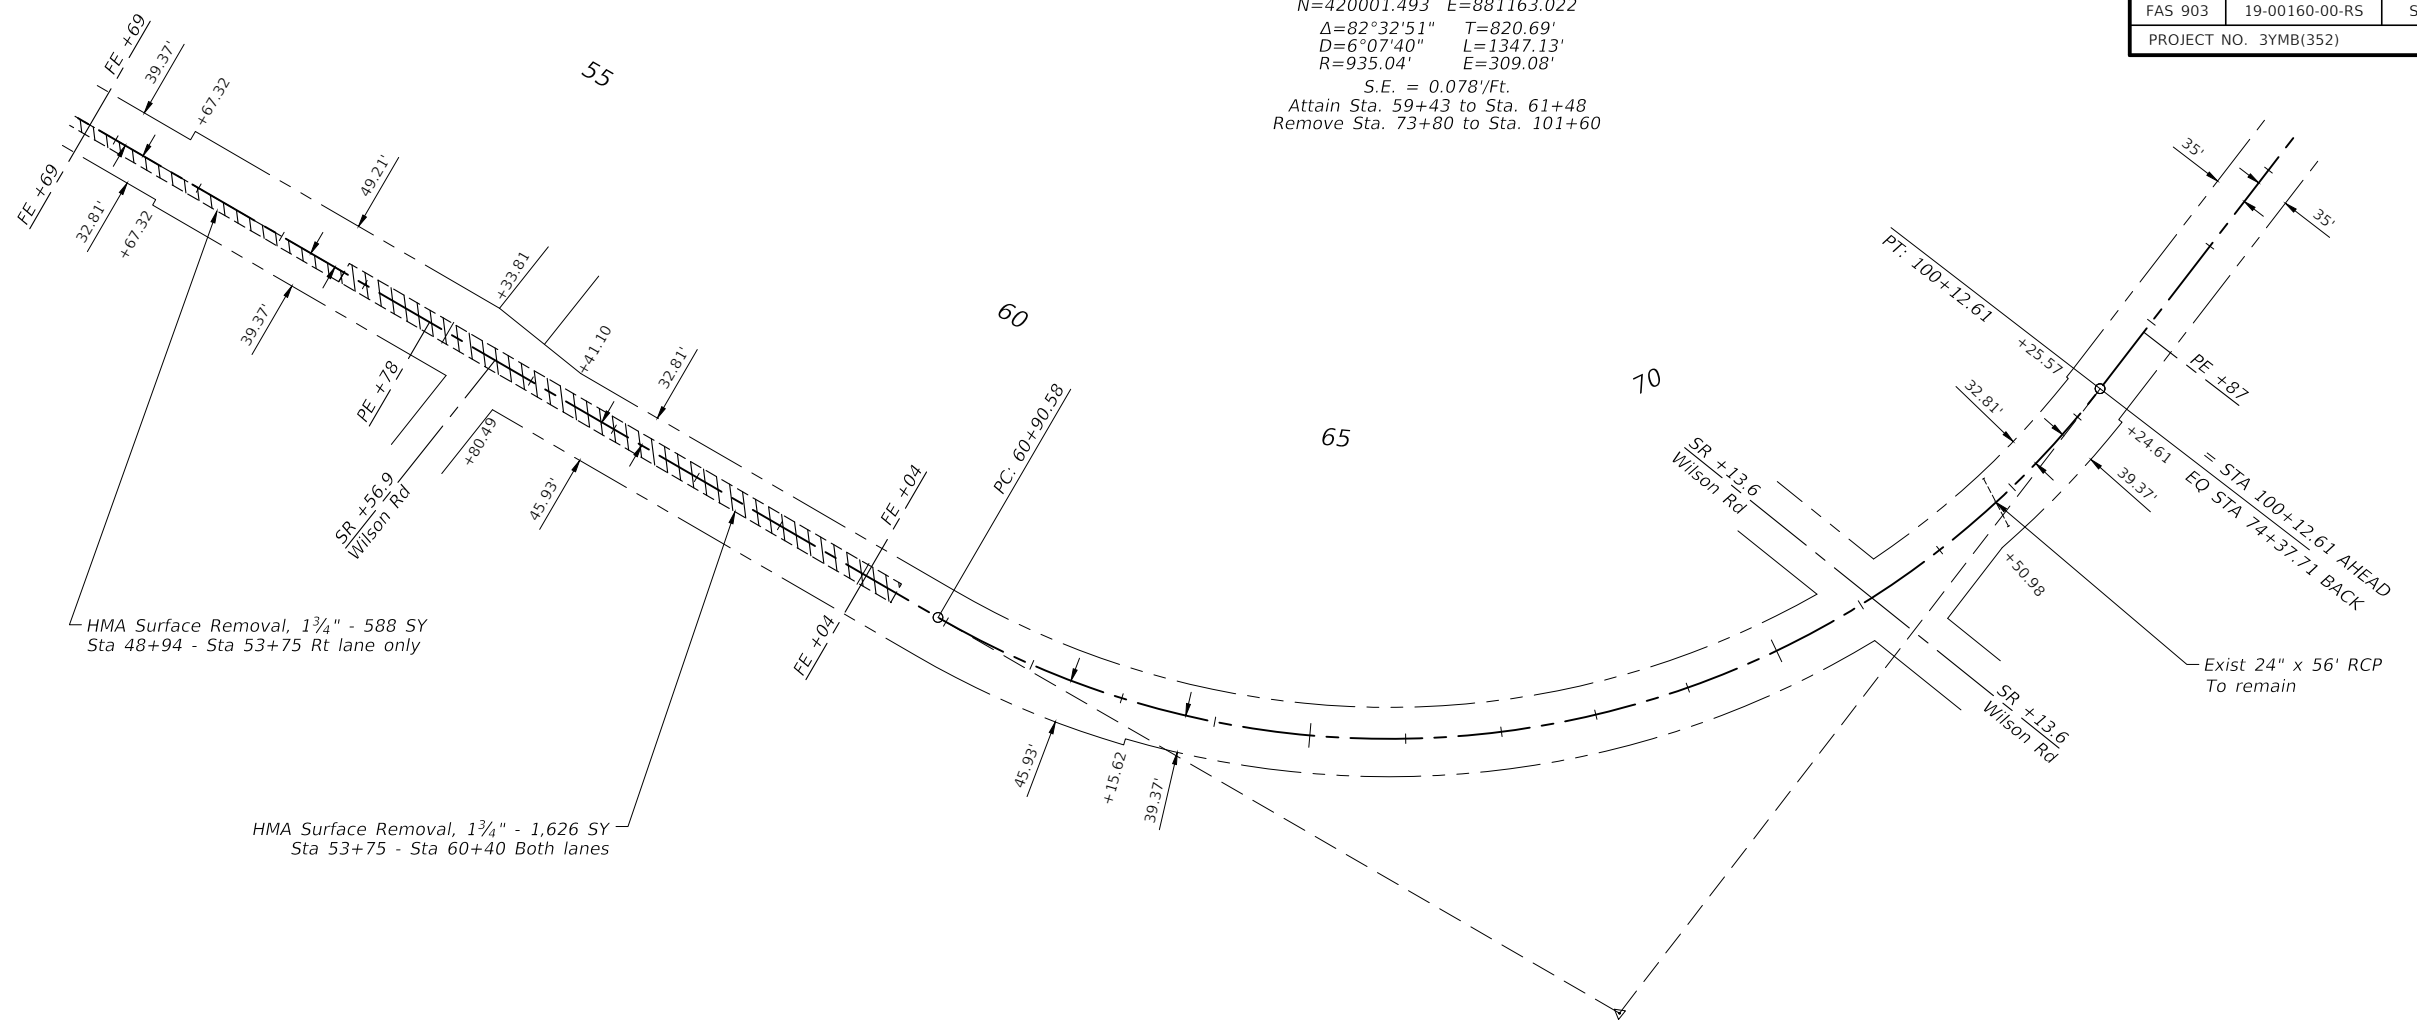 N=420001.493 E=881163.022
Δ=82°32'51" T=820.69'
D=6°07'40" L=1347.13'
R=935.04' E=309.08'
S.E. = 0.078'/Ft.
Attain Sta. 59+43 to Sta. 61+48
Remove Sta. 73+80 to Sta. 101+60
FAS 903 19-00160-00-RS S
PROJECT NO. 3YMB(352)
FE +69
39.37'
+67.32
55
49.21'
FE +69
32.81'
+67.32
39.37'
+33.81
+41.10
32.81'
60
PE +78
SR +56.9
Wilson Rd
+80.49
45.93'
FE +04
FE +04
PC: 60+90.58
65
70
35'
35'
PT: 100+12.61
+25.57
32.81'
PE +87
+24.61
39.37'
= STA 100+12.61 AHEAD
EQ STA 74+37.71 BACK
SR +13.6
Wilson Rd
+50.98
HMA Surface Removal, 1¾" - 588 SY
Sta 48+94 - Sta 53+75 Rt lane only
Exist 24" x 56' RCP
To remain
SR +13.6
Wilson Rd
45.93'
+15.62
39.37'
HMA Surface Removal, 1¾" - 1,626 SY
Sta 53+75 - Sta 60+40 Both lanes